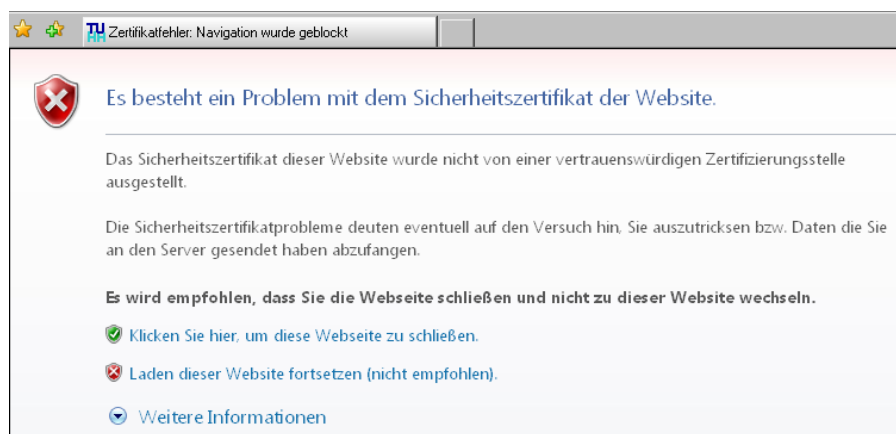 TU
HH
Zertifikatfehler: Navigation wurde geblockt
Es besteht ein Problem mit dem Sicherheitszertifikat der Website.
Das Sicherheitszertifikat dieser Website wurde nicht von einer vertrauenswürdigen Zertifizierungsstelle
ausgestellt.
Die Sicherheitszertifikatprobleme deuten eventuell auf den Versuch hin, Sie auszutricksen bzw. Daten die Sie
an den Server gesendet haben abzufangen.
Es wird empfohlen, dass Sie die Webseite schließen und nicht zu dieser Website wechseln.
Klicken Sie hier, um diese Webseite zu schließen.
Laden dieser Website fortsetzen (nicht empfohlen).
Weitere Informationen